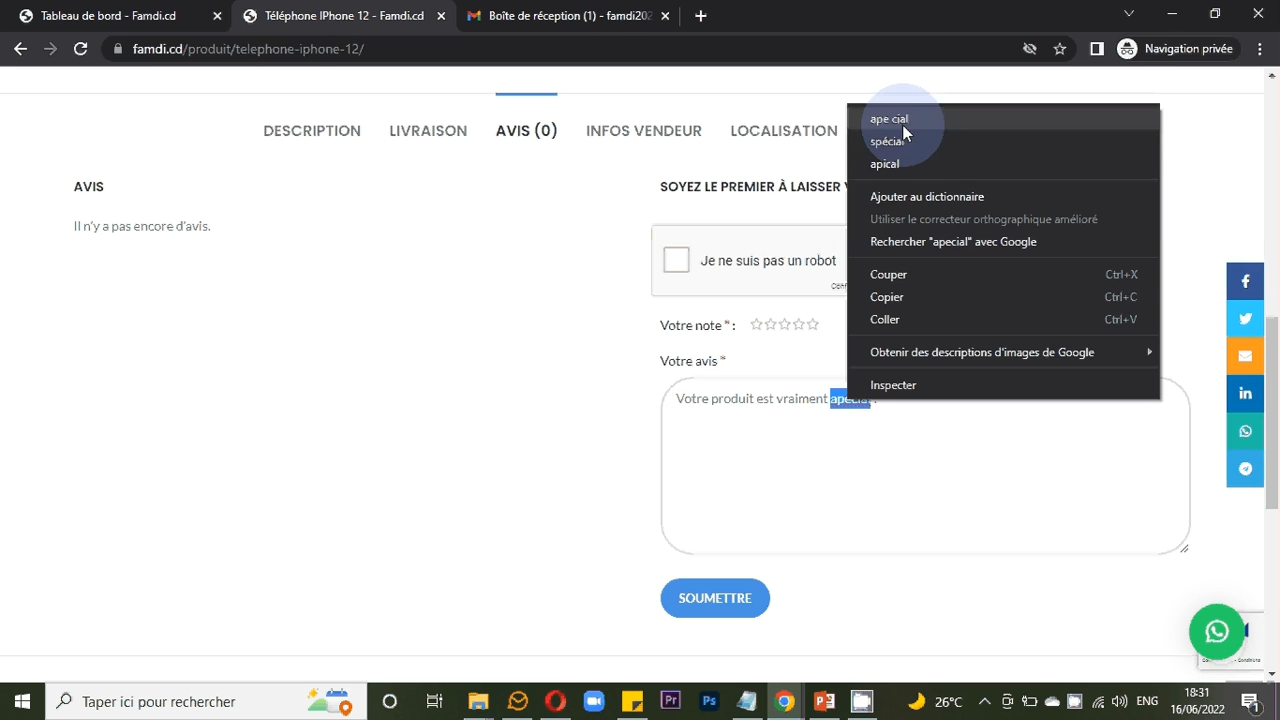 Tableau de bord - Famdi.cd
Téléphone IPhone 12 - Famdi.cd
Boîte de réception (1) - famdi202
famdi.cd/produit/telephone-iphone-12/
Navigation privée
DESCRIPTION
LIVRAISON
AVIS (0)
INFOS VENDEUR
LOCALISATION
AVIS
Il n'y a pas encore d'avis.
SOYEZ LE PREMIER À LAISSER
Je ne suis pas un robot
Votre note * :
Votre avis *
Votre produit est vraiment
SOUMETTRE
ape cial
spécial
apical
Ajouter au dictionnaire
Utiliser le correcteur orthographique amélioré
Rechercher "apecial" avec Google
Couper Ctrl+X
Copier Ctrl+C
Coller Ctrl+V
Obtenir des descriptions d'images de Google
Inspecter
Taper ici pour rechercher
Pr
Ps
26°C
ENG
18:31
16/06/2022
1